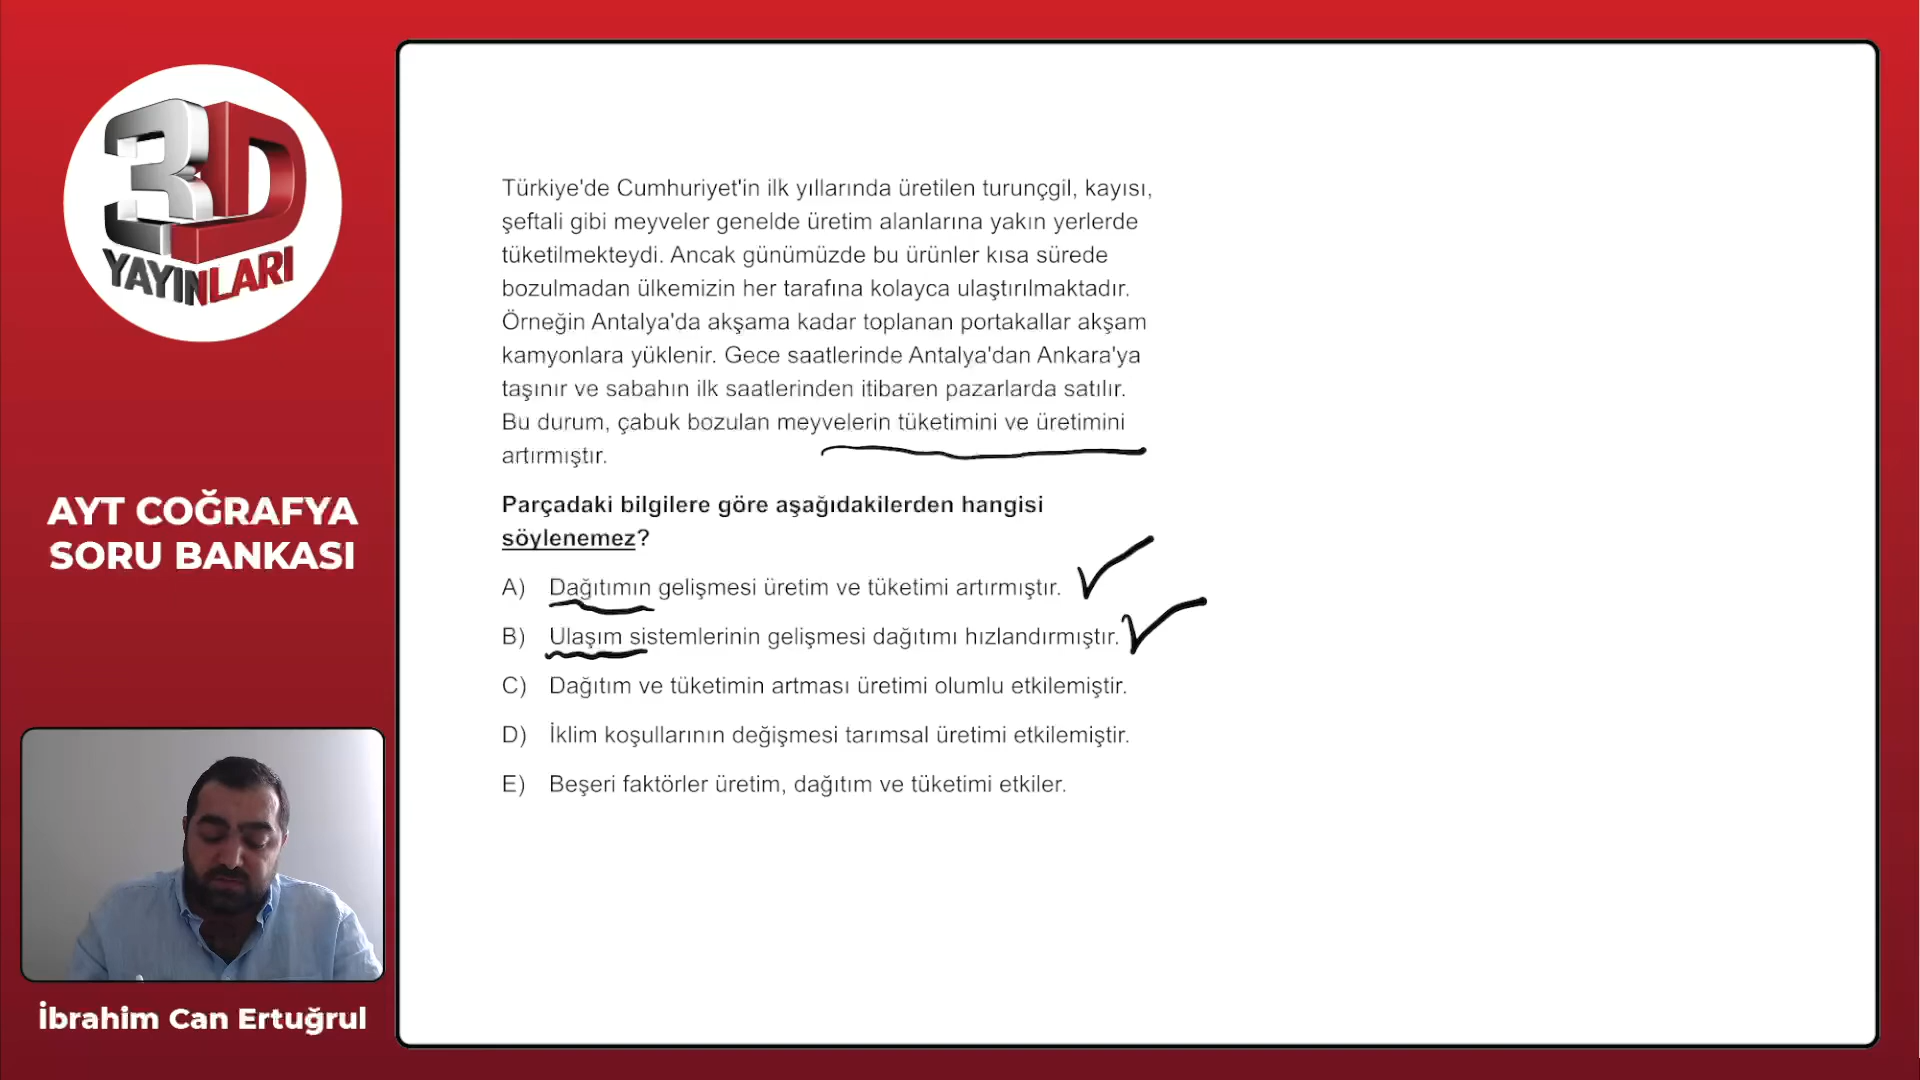 3D
YAYINLARI
AYT COĞRAFYA
SORU BANKASI
İbrahim Can Ertuğrul
Türkiye'de Cumhuriyet'in ilk yıllarında üretilen turunçgil, kayısı,
şeftali gibi meyveler genelde üretim alanlarına yakın yerlerde
tüketilmekteydi. Ancak günümüzde bu ürünler kısa sürede
bozulmadan ülkemizin her tarafına kolayca ulaştırılmaktadır.
Örneğin Antalya'da akşama kadar toplanan portakallar akşam
kamyonlara yüklenir. Gece saatlerinde Antalya'dan Ankara'ya
taşınır ve sabahın ilk saatlerinden itibaren pazarlarda satılır.
Bu durum, çabuk bozulan meyvelerin tüketimini ve üretimini
artırmıştır.
Parçadaki bilgilere göre aşağıdakilerden hangisi
söylenemez?
A) Dağıtımın gelişmesi üretim ve tüketimi artırmıştır.
B) Ulaşım sistemlerinin gelişmesi dağıtımı hızlandırmıştır.
C) Dağıtım ve tüketimin artması üretimi olumlu etkilemiştir.
D) İklim koşullarının değişmesi tarımsal üretimi etkilemiştir.
E) Beşeri faktörler üretim, dağıtım ve tüketimi etkiler.